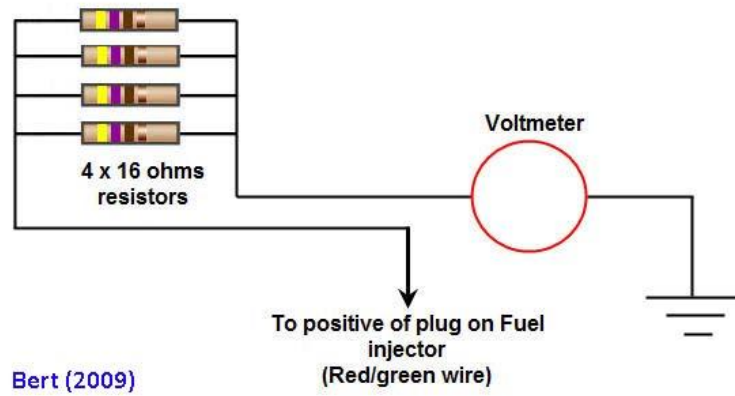 4 x 16 ohms
resistors
Voltmeter
To positive of plug on Fuel
injector
(Red/green wire)
Bert (2009)